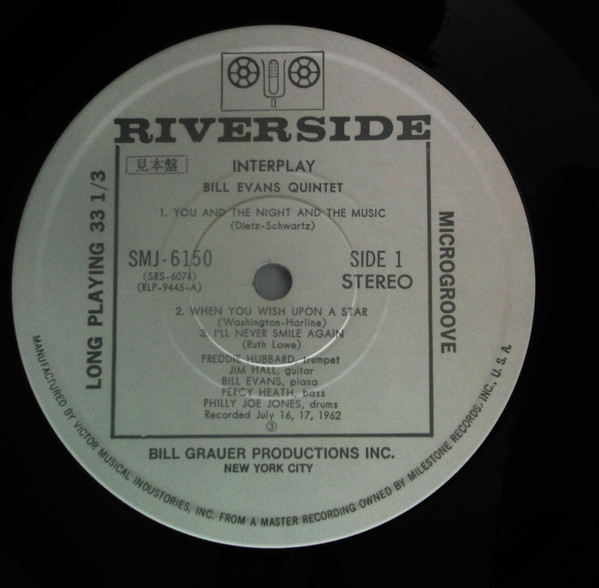 RIVERSIDE
見本盤
INTERPLAY
BILL EVANS QUINTET
1. YOU AND THE NIGHT AND THE MUSIC
(Dietz-Schwartz)
SMJ-6150
(SRS-6074)
(RLP-9445-A)
SIDE 1
STEREO
2. WHEN YOU WISH UPON A STAR
(Washington-Harline)
3. I'LL NEVER SMILE AGAIN
(Ruth Lowe)
FREDDIE HUBBARD, trumpet
JIM HALL, guitar
BILL EVANS, piano
PERCY HEATH, bass
PHILLY JOE JONES, drums
Recorded July 16, 17, 1962
③
LONG PLAYING 33 1/3
MICROGROOVE
BILL GRAUER PRODUCTIONS INC.
NEW YORK CITY
MANUFACTURED BY VICTOR MUSICAL INDUSTORIES, INC. FROM A MASTER RECORDING OWNED BY MILESTONE RECORDS, INC., U. S. A.